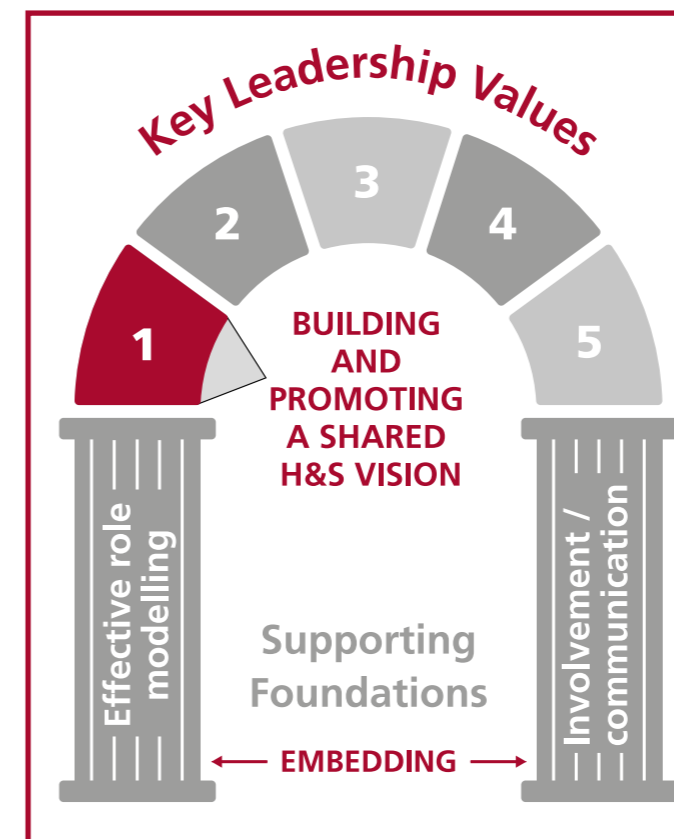 Key Leadership Values
1
2
3
4
5
BUILDING
AND
PROMOTING
A SHARED
H&S VISION
Effective role
modelling
Supporting
Foundations
EMBEDDING
Involvement /
communication